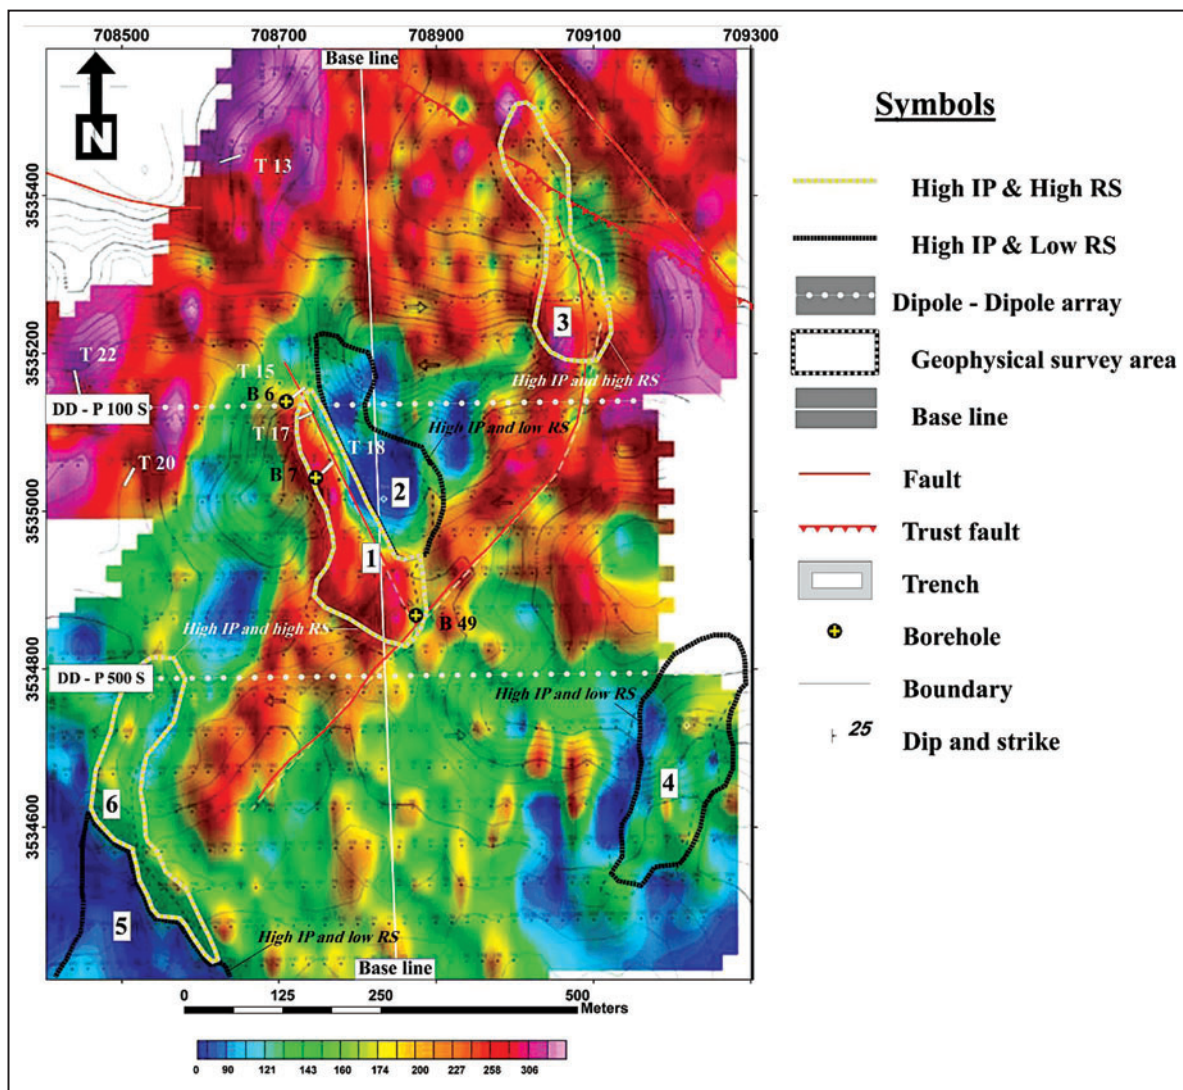 708500 708700 708900 709100 709300
Base line
N
T 13
3535400
3
3535200
T 22
T 15
High IP and high RS
B 6
DD - P 100 S
High IP and low RS
T 17
T 18
T 20
B 7
2
3535000
1
B 49
High IP and high RS
3534800
DD - P 500 S
High IP and low RS
4
6
3534600
5
High IP and low RS
Base line
0 125 250 500
Meters
0 90 121 143 160 174 200 227 258 306
Symbols
High IP & High RS
High IP & Low RS
Dipole - Dipole array
Geophysical survey area
Base line
Fault
Trust fault
Trench
Borehole
Boundary
25 Dip and strike